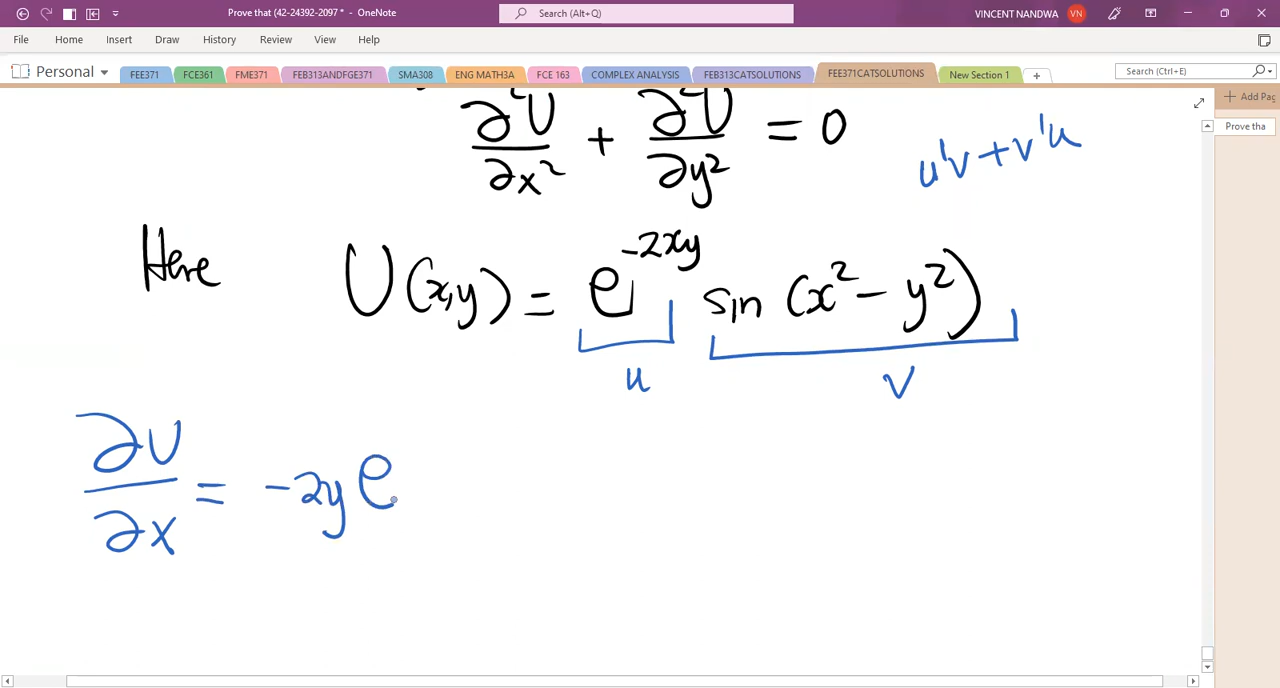 Prove that (42-24392-2097 * - OneNote
Search (Alt+Q)
VINCENT NANDWA VN
File Home Insert Draw History Review View Help
Personal FEE371 FCE361 FME371 FEB313ANDFGE371 SMA308 ENG MATH3A FCE 163 COMPLEX ANALYSIS FEB313CATSOLUTIONS FEE371CATSOLUTIONS New Section 1 + Search (Ctrl+E)
+ Add Pag
Prove tha
∂²U/∂x² + ∂²U/∂y² = 0
u'v + v'u
Here U(x,y) = e^-2xy sin (x² - y²)
u v
∂U/∂x = -2y e